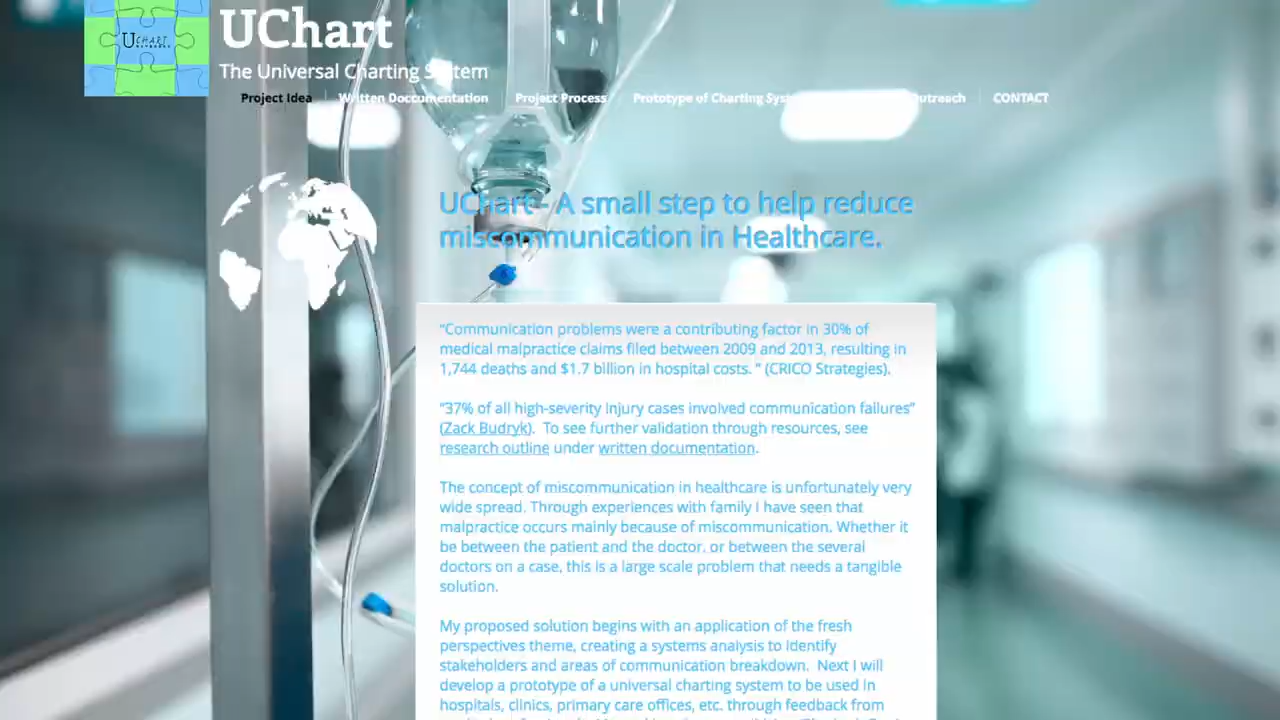 UCHART
UChart
The Universal Charting System
Project Idea
Written Doccumentation
Project Process
Prototype of Charting Syst
utreach
CONTACT
UChart - A small step to help reduce
miscommunication in Healthcare.
“Communication problems were a contributing factor in 30% of
medical malpractice claims filed between 2009 and 2013, resulting in
1,744 deaths and $1.7 billion in hospital costs. ” (CRICO Strategies).
“37% of all high-severity injury cases involved communication failures”
(Zack Budryk).  To see further validation through resources, see
research outline under written documentation.
The concept of miscommunication in healthcare is unfortunately very
wide spread. Through experiences with family I have seen that
malpractice occurs mainly because of miscommunication. Whether it
be between the patient and the doctor, or between the several
doctors on a case, this is a large scale problem that needs a tangible
solution.
My proposed solution begins with an application of the fresh
perspectives theme, creating a systems analysis to identify
stakeholders and areas of communication breakdown.  Next I will
develop a prototype of a universal charting system to be used in
hospitals, clinics, primary care offices, etc. through feedback from